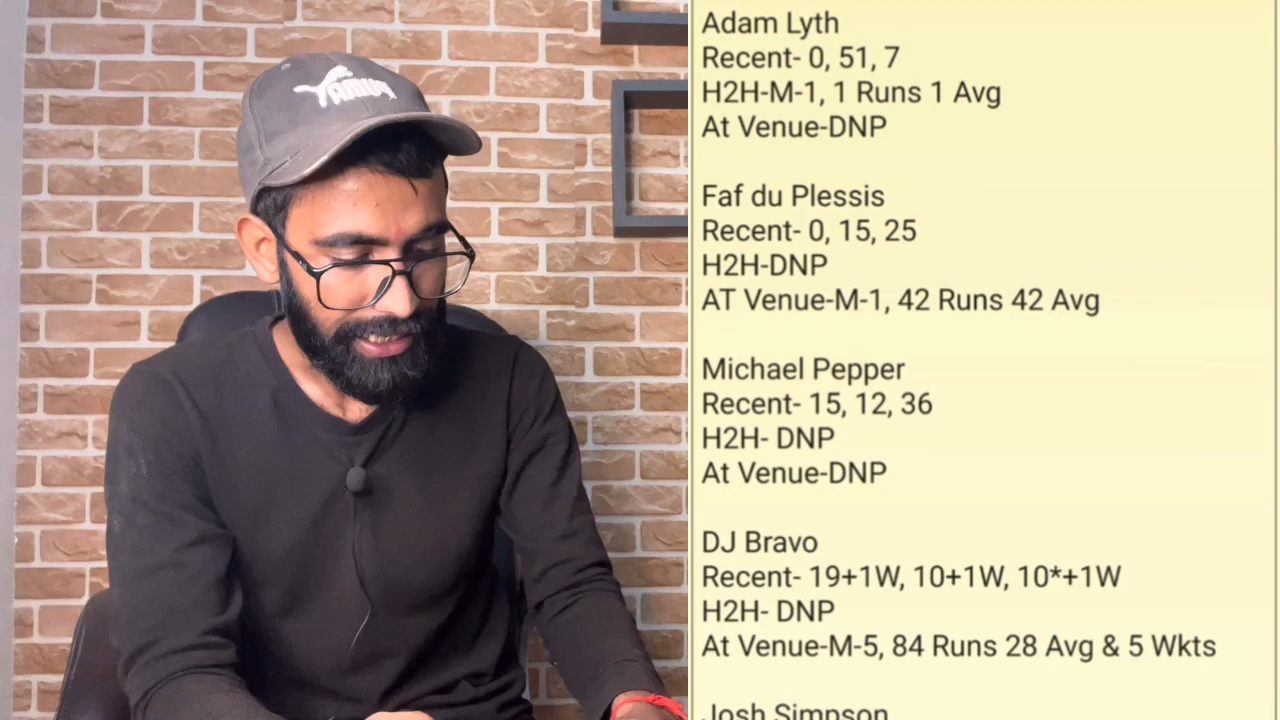 Adam Lyth
Recent- 0, 51, 7
H2H-M-1, 1 Runs 1 Avg
At Venue-DNP
Faf du Plessis
Recent- 0, 15, 25
H2H-DNP
AT Venue-M-1, 42 Runs 42 Avg
Michael Pepper
Recent- 15, 12, 36
H2H- DNP
At Venue-DNP
DJ Bravo
Recent- 19+1W, 10+1W, 10*+1W
H2H- DNP
At Venue-M-5, 84 Runs 28 Avg & 5 Wkts
Josh Simpson